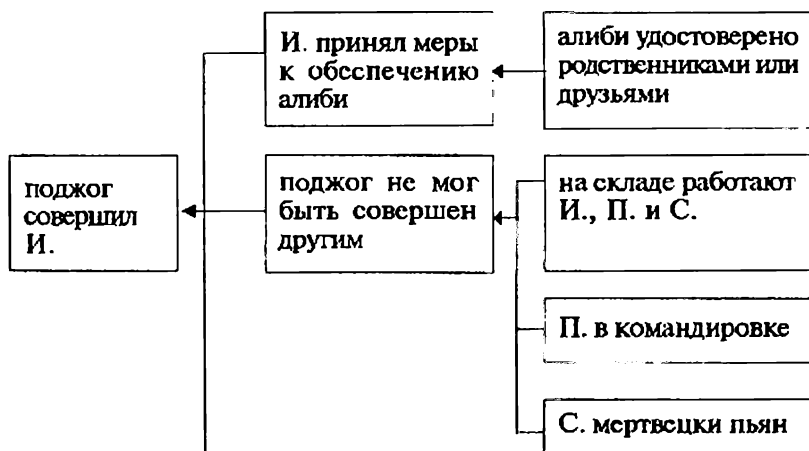 И. принял меры
к обеспечению
алиби
алиби удостоверено
родственниками или
друзьями
поджог
совершил
И.
поджог не мог
быть совершен
другим
на складе работают
И., П. и С.
П. в командировке
С. мертвецки пьян